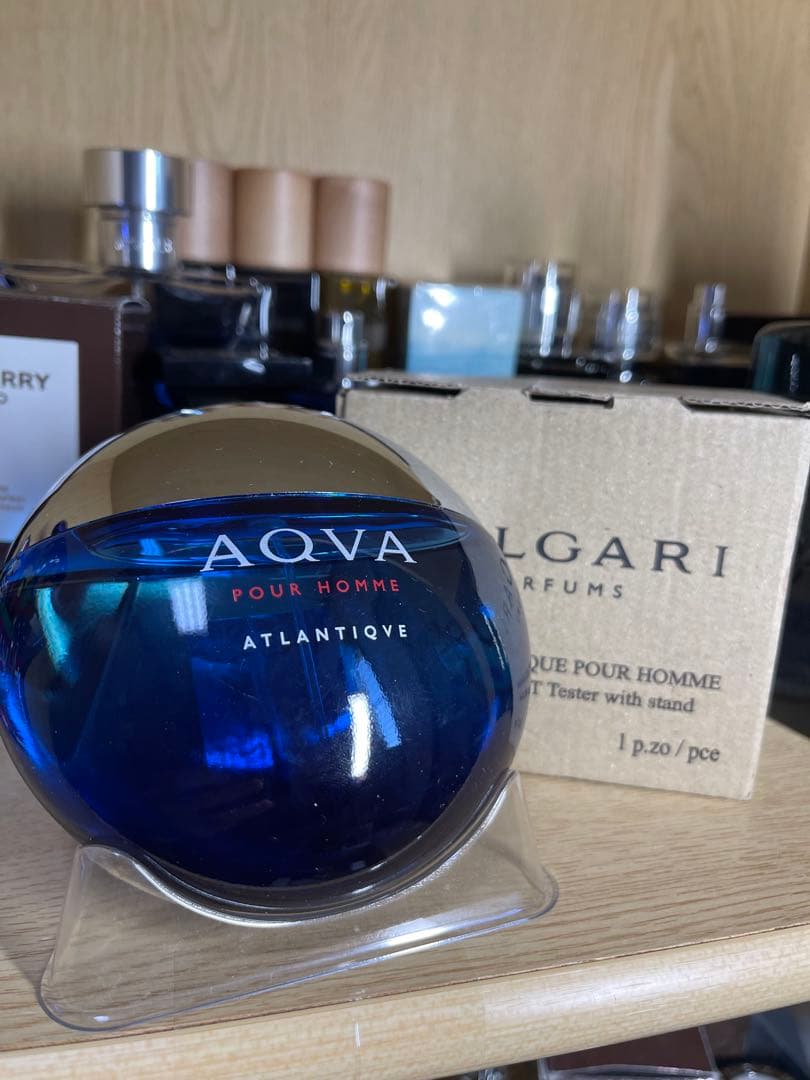 RRY
AQVA
POUR HOMME
ATLANTIQVE
LGARI
RFUMS
QUE POUR HOMME
T Tester with stand
1 p.zo / pce